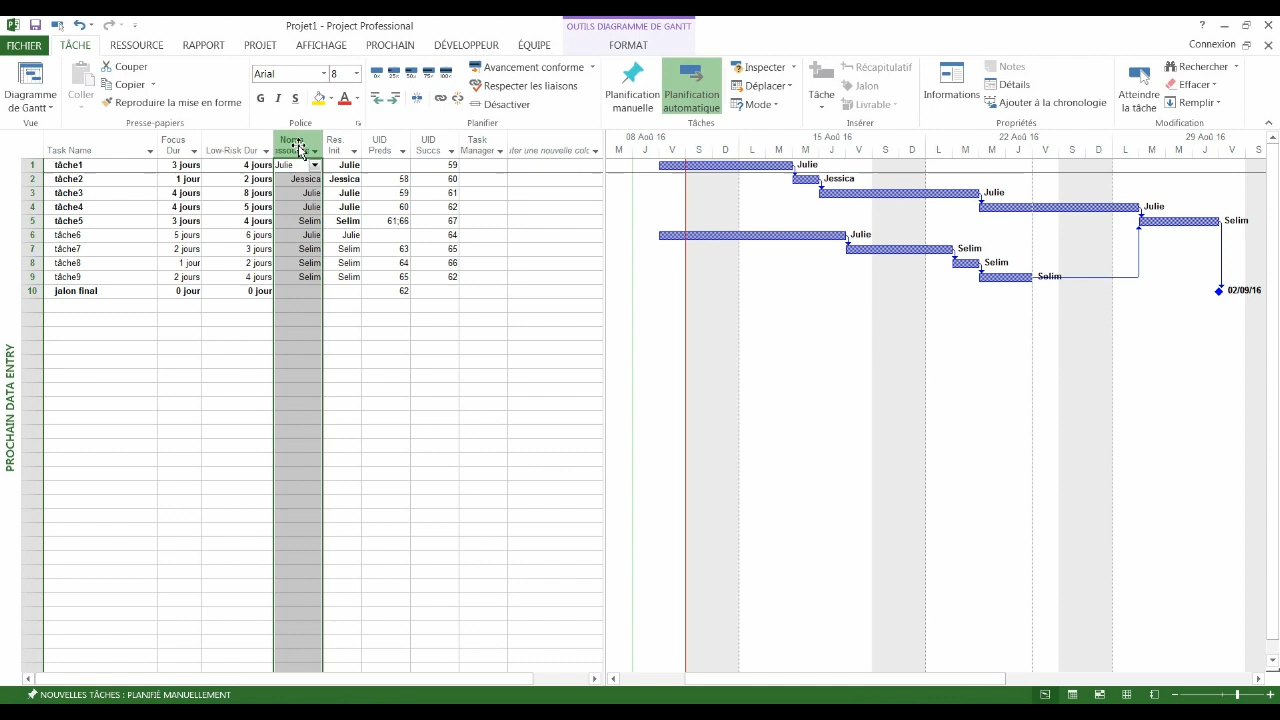 Projet1 - Project Professional
OUTILS DIAGRAMME DE GANTT
?
FICHIER TÂCHE RESSOURCE RAPPORT PROJET AFFICHAGE PROCHAIN DÉVELOPPEUR ÉQUIPE FORMAT Connexion
Diagramme de Gantt
Vue
Coller
Couper
Copier
Reproduire la mise en forme
Presse-papiers
Arial 8
G I S A
Police
0% 25% 50% 75% 100%
Avancement conforme
Respecter les liaisons
Désactiver
Planifier
Planification manuelle
Planification automatique
Inspecter
Déplacer
Mode
Tâches
Tâche
Récapitulatif
Jalon
Livrable
Insérer
Informations
Notes
Détails
Ajouter à la chronologie
Propriétés
Atteindre la tâche
Rechercher
Effacer
Remplir
Modification
Task Name Focus Dur Low-Risk Dur Res. Init UID Preds UID Succs Task Manager uter une nouvelle colo
1 tâche1 3 jours 4 jours Julie Julie 59
2 tâche2 1 jour 2 jours Jessica Jessica 58 60
3 tâche3 4 jours 8 jours Julie Julie 59 61
4 tâche4 4 jours 5 jours Julie Julie 60 62
5 tâche5 3 jours 4 jours Selim Selim 61;66 67
6 tâche6 5 jours 6 jours Julie Julie 64
7 tâche7 2 jours 3 jours Selim Selim 63 65
8 tâche8 1 jour 2 jours Selim Selim 64 66
9 tâche9 2 jours 4 jours Selim Selim 65 62
10 jalon final 0 jour 0 jour 62
PROCHAIN DATA ENTRY
08 Aoû 16 15 Aoû 16 22 Aoû 16 29 Aoû 16
M J V S D L M M J V S D L M M J V S D L M M J V S
Julie
Jessica
Julie
Julie
Selim
Julie
Selim
Selim
Selim
02/09/16
NOUVELLES TÂCHES : PLANIFIÉ MANUELLEMENT